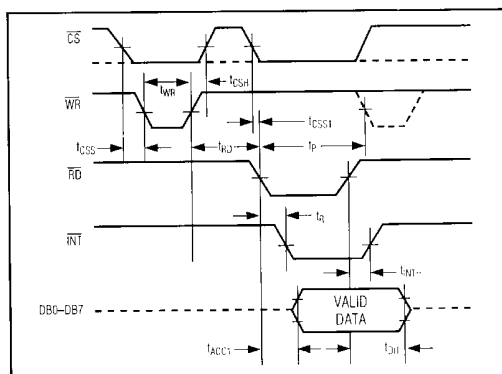 CS
tWR
tCSH
WR
tCSS
tRD
tCSS1
tP
RD
tR
INT
tINTH
DB0–DB7
VALID
DATA
tACC1
tDH